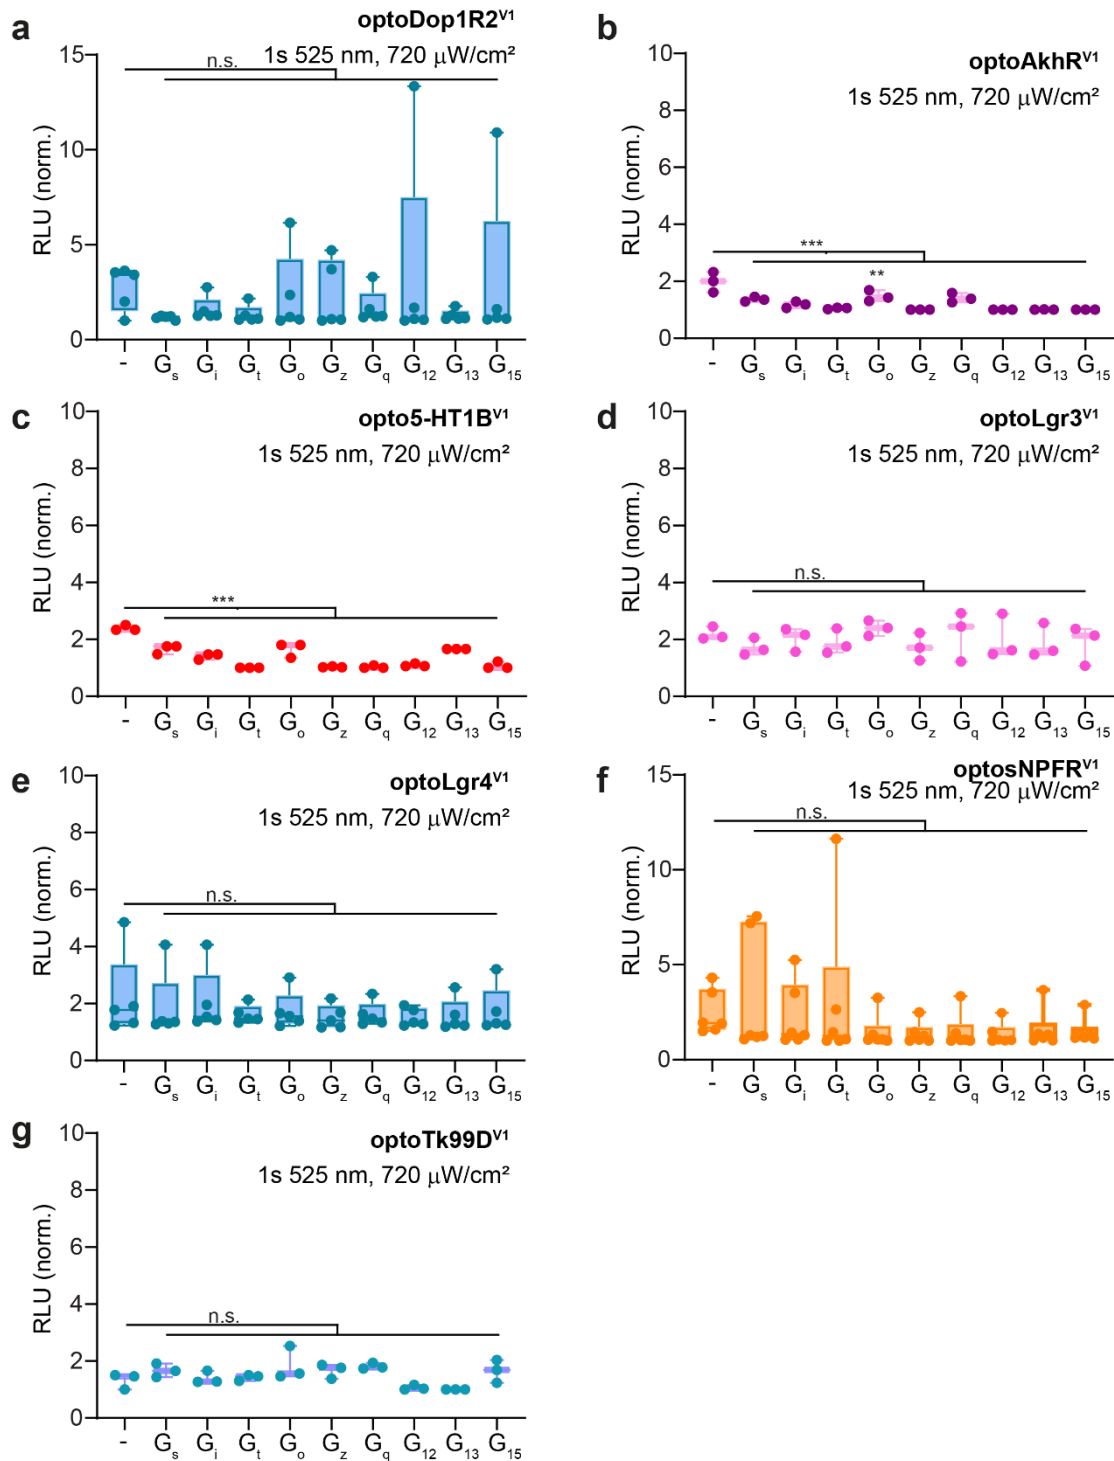 a
optoDop1R2V1
1s 525 nm, 720 μW/cm²
n.s.
RLU (norm.)
15
10
5
0
- Gs Gi Gt Go Gz Gq G12 G13 G15
b
optoAkhRV1
1s 525 nm, 720 μW/cm²
RLU (norm.)
10
8
6
4
2
0
***
**
- Gs Gi Gt Go Gz Gq G12 G13 G15
c
opto5-HT1BV1
1s 525 nm, 720 μW/cm²
RLU (norm.)
10
8
6
4
2
0
***
- Gs Gi Gt Go Gz Gq G12 G13 G15
d
optoLgr3V1
1s 525 nm, 720 μW/cm²
RLU (norm.)
10
8
6
4
2
0
n.s.
- Gs Gi Gt Go Gz Gq G12 G13 G15
e
optoLgr4V1
1s 525 nm, 720 μW/cm²
RLU (norm.)
10
8
6
4
2
0
n.s.
- Gs Gi Gt Go Gz Gq G12 G13 G15
f
optosNPFRV1
1s 525 nm, 720 μW/cm²
n.s.
RLU (norm.)
15
10
5
0
- Gs Gi Gt Go Gz Gq G12 G13 G15
g
optoTk99DV1
1s 525 nm, 720 μW/cm²
RLU (norm.)
10
8
6
4
2
0
n.s.
- Gs Gi Gt Go Gz Gq G12 G13 G15